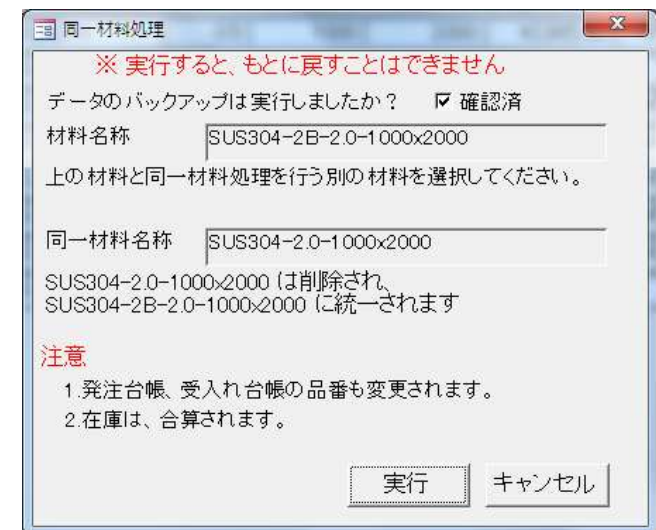 同一材料処理
※ 実行すると、もとに戻すことはできません
データのバックアップは実行しましたか？ 確認済
材料名称 SUS304-2B-2.0-1000x2000
上の材料と同一材料処理を行う別の材料を選択してください。
同一材料名称 SUS304-2.0-1000x2000
SUS304-2.0-1000x2000 は削除され、
SUS304-2B-2.0-1000x2000 に統一されます
注意
1.発注台帳、受入れ台帳の品番も変更されます。
2.在庫は、合算されます。
実行 キャンセル